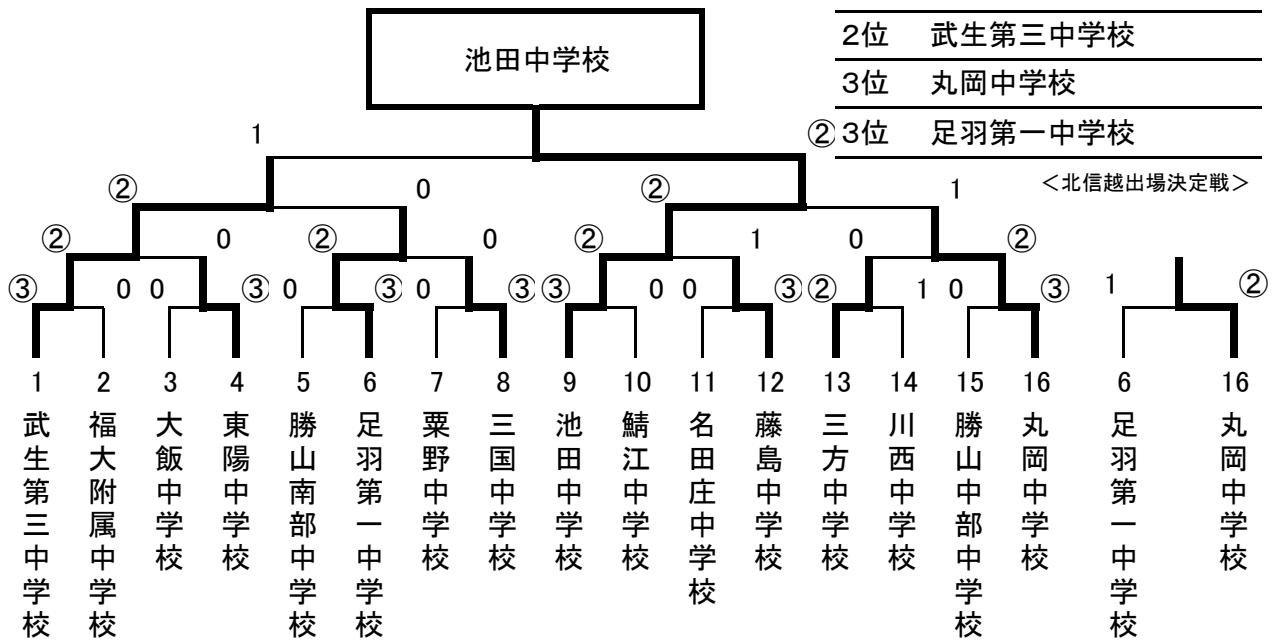 池田中学校
2位 武生第三中学校
3位 丸岡中学校
3位 足羽第一中学校
1 ②
<北信越出場決定戦>
② 0 ② 1
② 0 ② 0 ② 1 0 ②
③ 0 0 ③ 0 ③ 0 ③ ③ 0 0 ③ ② 1 0 ③ 1 ②
1 2 3 4 5 6 7 8 9 10 11 12 13 14 15 16 6 16
武生第三中学校
福大附属中学校
大飯中学校
東陽中学校
勝山南部中学校
足羽第一中学校
粟野中学校
三国中学校
池田中学校
鯖江中学校
名田庄中学校
藤島中学校
三方中学校
川西中学校
勝山中部中学校
丸岡中学校
足羽第一中学校
丸岡中学校